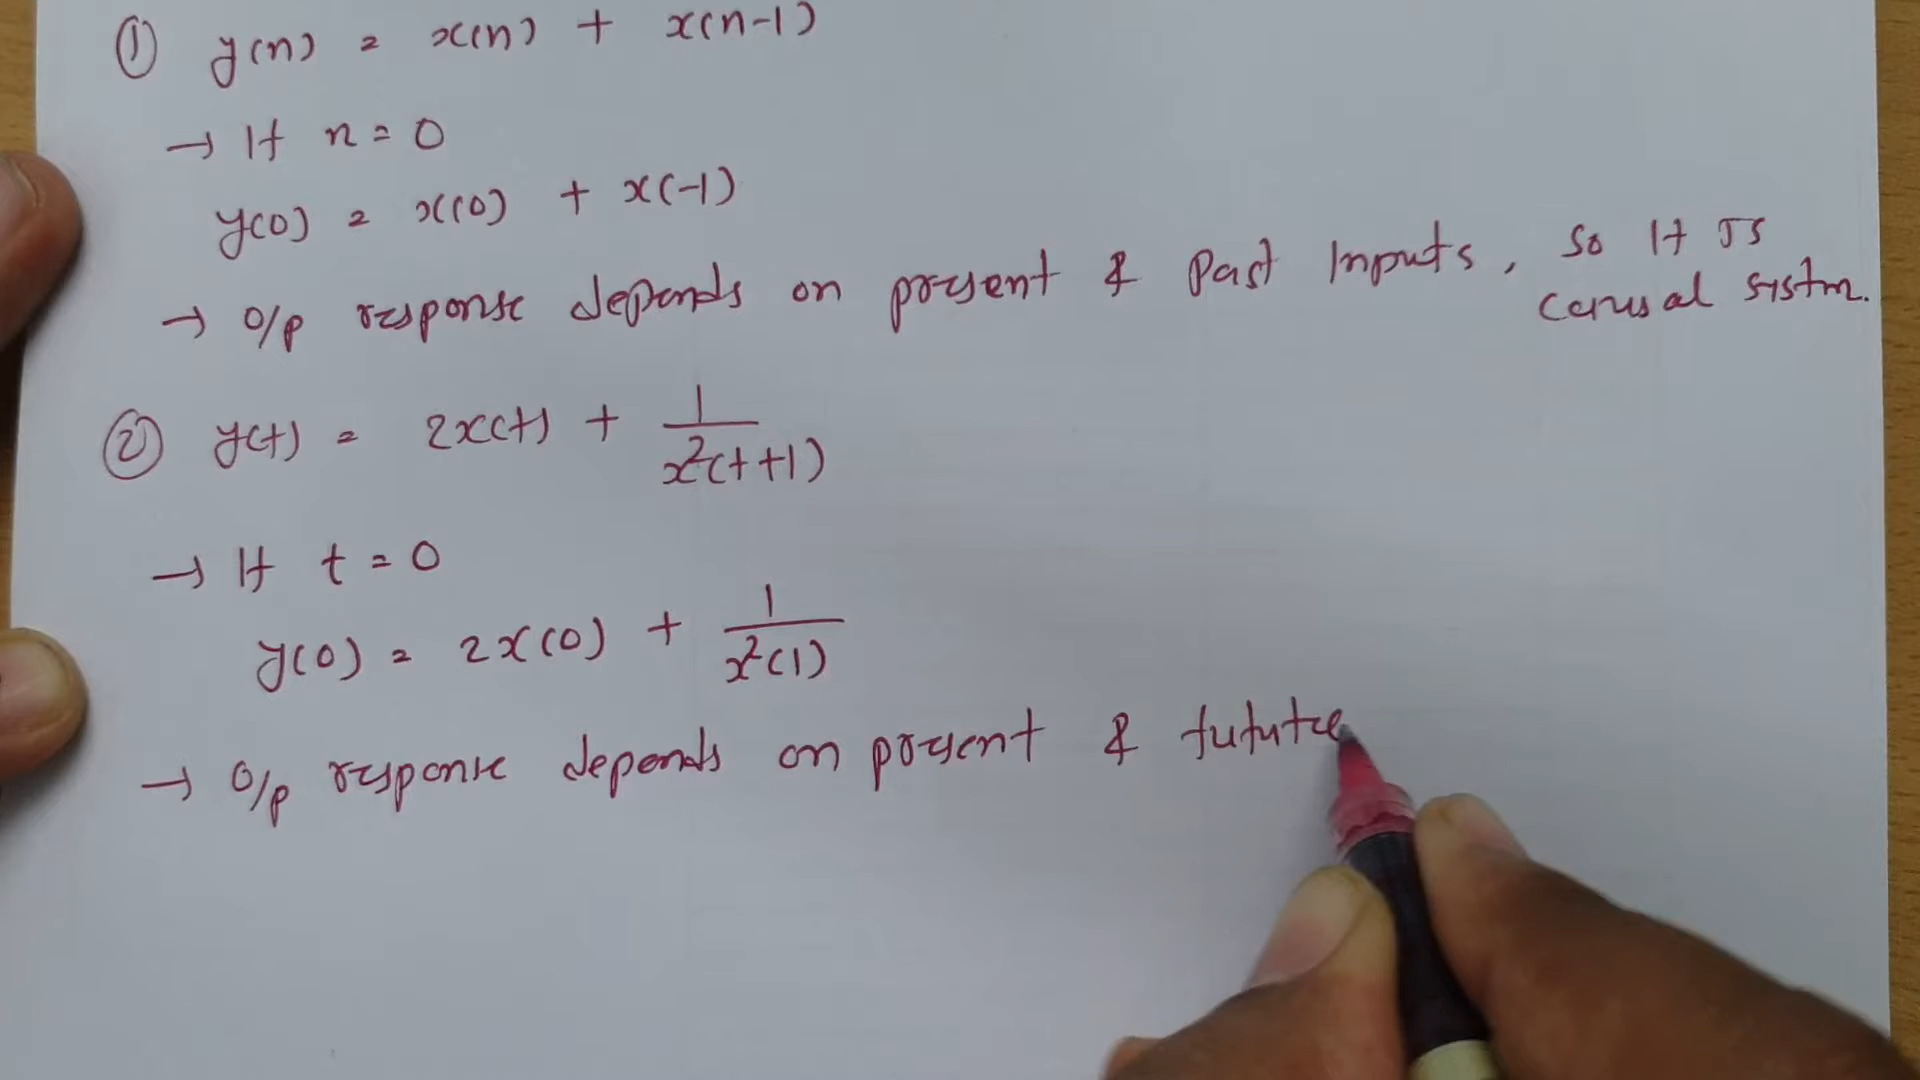 ① y(n) = x(n) + x(n-1)
→ If n = 0
y(0) = x(0) + x(-1)
→ O/p response depends on present & Past Inputs, So It Is
causal systm.
② y(t) = 2x(t) + 1/x²(t+1)
→ If t = 0
y(0) = 2x(0) + 1/x²(1)
→ O/p response depends on present & future